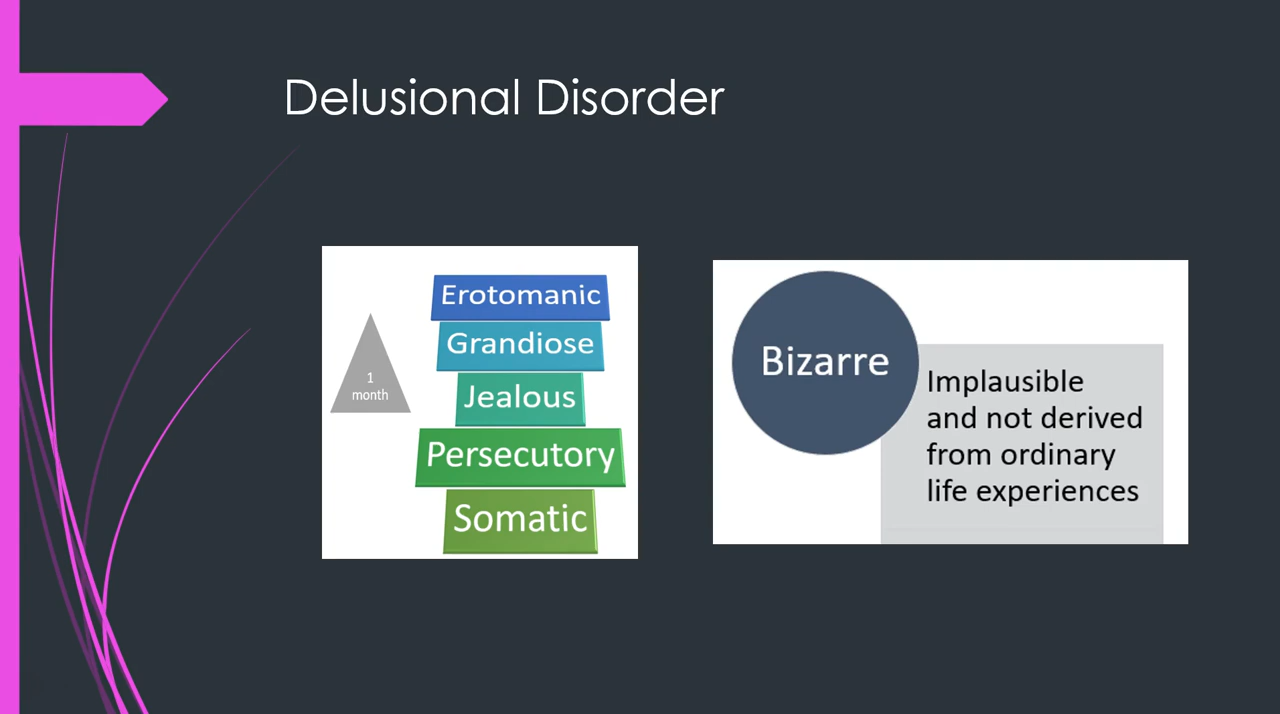 Delusional Disorder
1
month
Erotomanic
Grandiose
Jealous
Persecutory
Somatic
Bizarre
Implausible
and not derived
from ordinary
life experiences